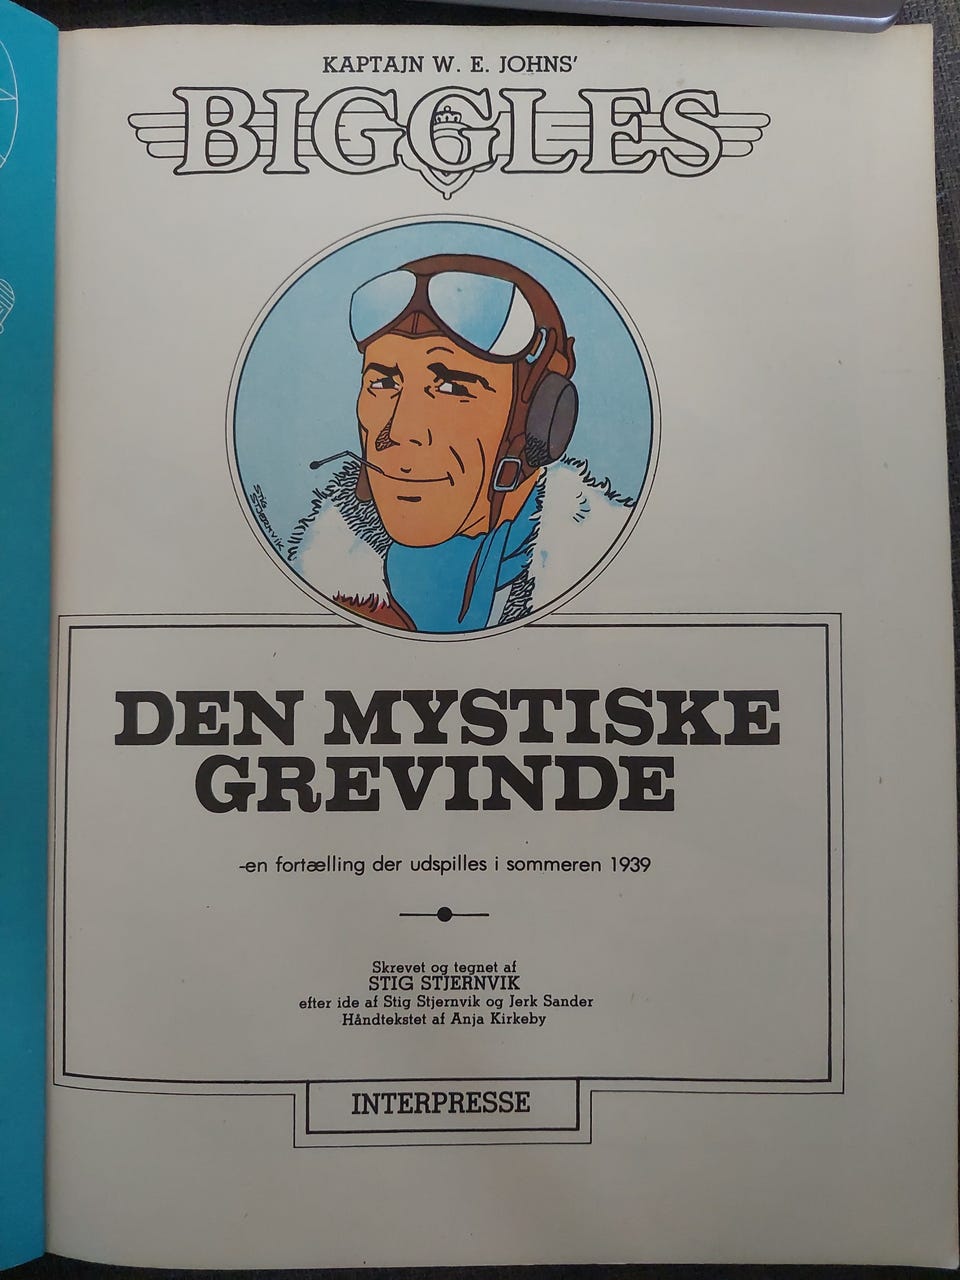 KAPTAJN W. E. JOHNS'
BIGGLES
STIG
STJERNVIK
DEN MYSTISKE
GREVINDE
-en fortælling der udspilles i sommeren 1939
Skrevet og tegnet af
STIG STJERNVIK
efter ide af Stig Stjernvik og Jerk Sander
Håndtekstet af Anja Kirkeby
INTERPRESSE